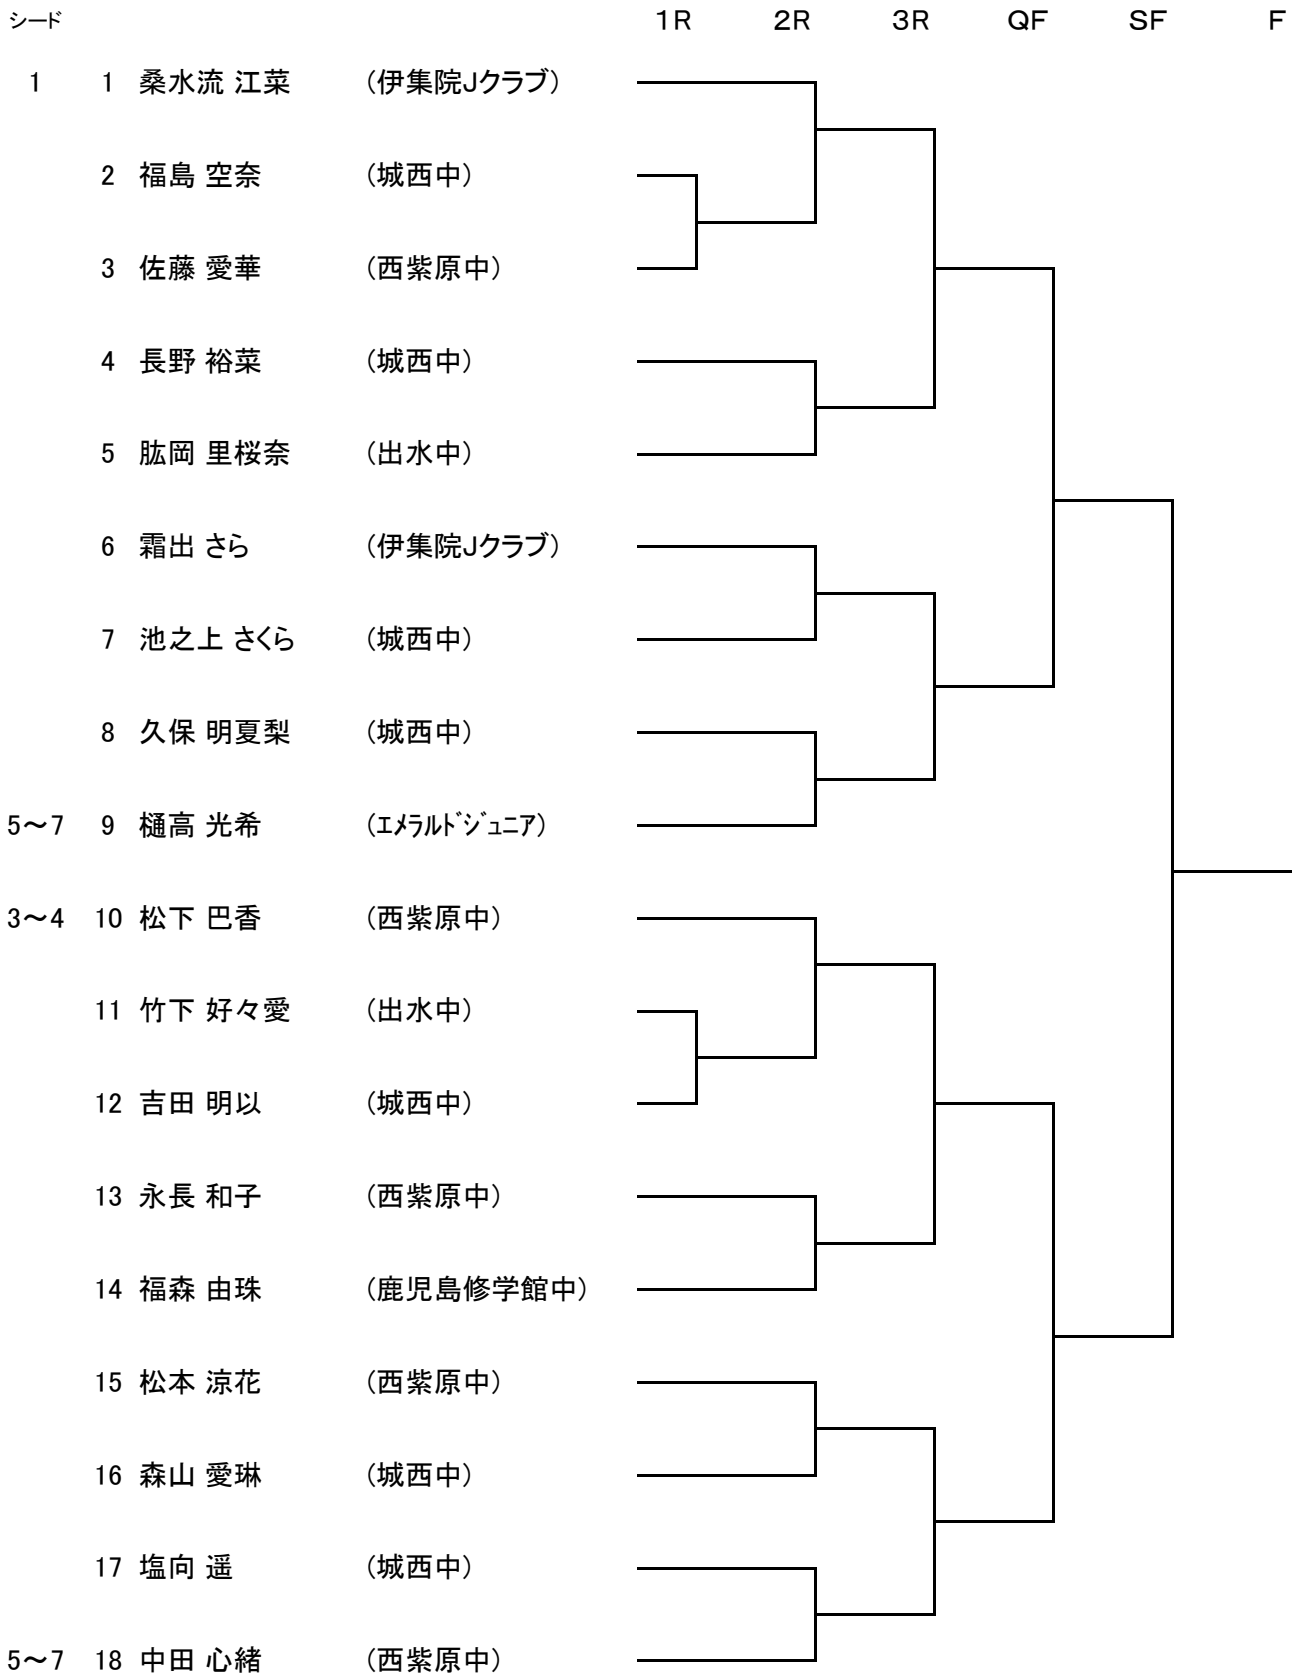 シード 1R 2R 3R QF SF F
1 1 桑水流 江菜 (伊集院Jクラブ)
2 福島 空奈 (城西中)
3 佐藤 愛華 (西紫原中)
4 長野 裕菜 (城西中)
5 肱岡 里桜奈 (出水中)
6 霜出 さら (伊集院Jクラブ)
7 池之上 さくら (城西中)
8 久保 明夏梨 (城西中)
5～7 9 樋高 光希 (ｴﾒﾗﾙﾄﾞｼﾞｭﾆｱ)
3～4 10 松下 巴香 (西紫原中)
11 竹下 好々愛 (出水中)
12 吉田 明以 (城西中)
13 永長 和子 (西紫原中)
14 福森 由珠 (鹿児島修学館中)
15 松本 涼花 (西紫原中)
16 森山 愛琳 (城西中)
17 塩向 遥 (城西中)
5～7 18 中田 心緒 (西紫原中)